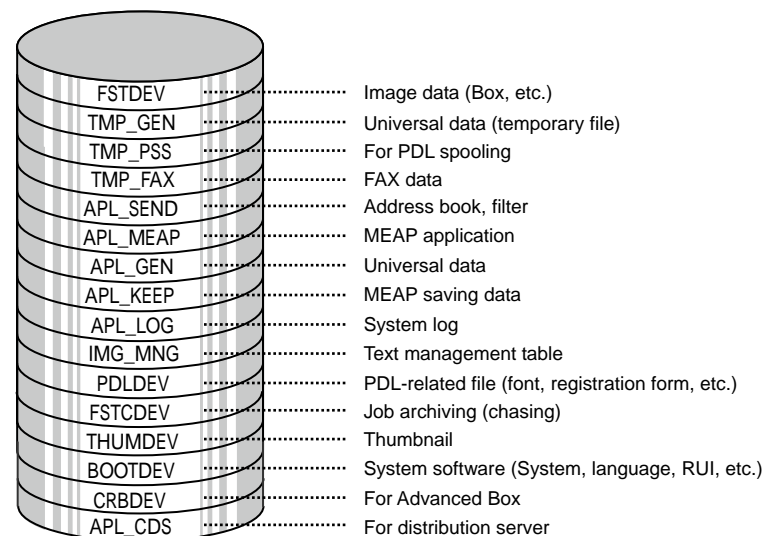 FSTDEV Image data (Box, etc.)
TMP_GEN Universal data (temporary file)
TMP_PSS For PDL spooling
TMP_FAX FAX data
APL_SEND Address book, filter
APL_MEAP MEAP application
APL_GEN Universal data
APL_KEEP MEAP saving data
APL_LOG System log
IMG_MNG Text management table
PDLDEV PDL-related file (font, registration form, etc.)
FSTCDEV Job archiving (chasing)
THUMDEV Thumbnail
BOOTDEV System software (System, language, RUI, etc.)
CRBDEV For Advanced Box
APL_CDS For distribution server